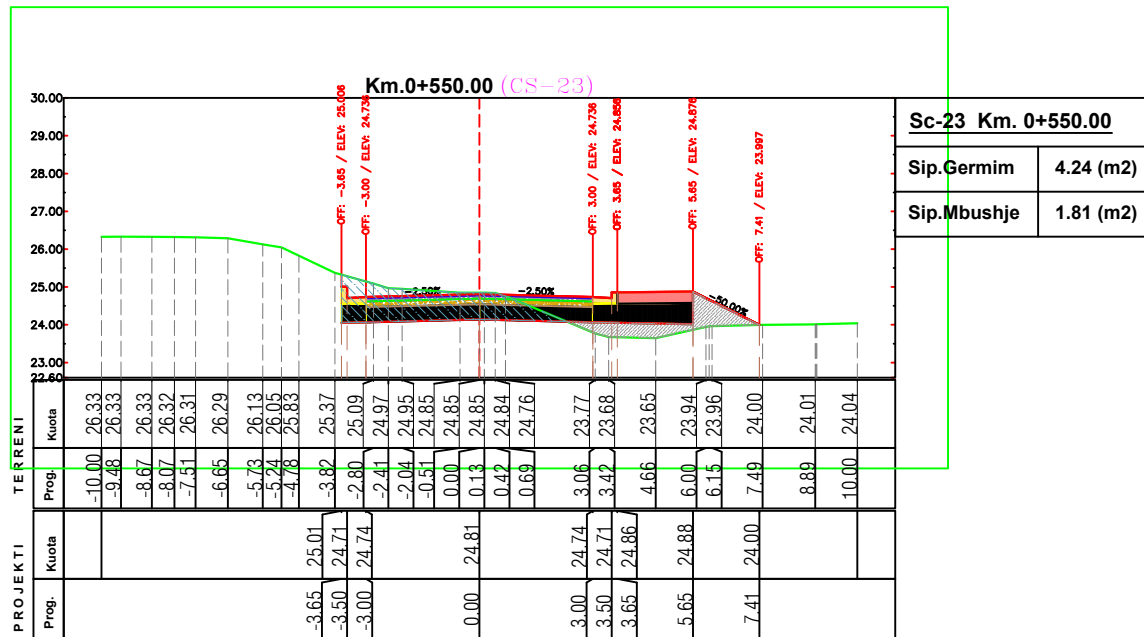 Km.0+550.00 (CS-23)
30.00
29.00
28.00
27.00
26.00
25.00
24.00
23.00
22.60
OFF: -3.65 / ELEV: 25.006
OFF: -3.00 / ELEV: 24.736
OFF: 3.00 / ELEV: 24.736
OFF: 3.65 / ELEV: 24.856
OFF: 5.65 / ELEV: 24.876
OFF: 7.41 / ELEV: 23.997
-2.50%
-2.50%
-50.00%
Sc-23 Km. 0+550.00
Sip.Germim 4.24 (m2)
Sip.Mbushje 1.81 (m2)
TERRENI
Kuota 26.33 26.33 26.33 26.32 26.31 26.29 26.13 26.05 25.83 25.37 25.09 24.97 24.95 24.85 24.85 24.85 24.84 24.76 23.77 23.68 23.65 23.94 23.96 24.00 24.01 24.04
Prog. -10.00 -9.48 -8.67 -8.07 -7.51 -6.65 -5.73 -5.24 -4.78 -3.82 -2.80 -2.41 -2.04 -0.51 0.00 0.13 0.42 0.69 3.06 3.42 4.66 6.00 6.15 7.49 8.89 10.00
PROJEKTI
Kuota 25.01 24.71 24.74 24.81 24.74 24.71 24.86 24.88 24.00
Prog. -3.65 -3.50 -3.00 0.00 3.00 3.50 3.65 5.65 7.41